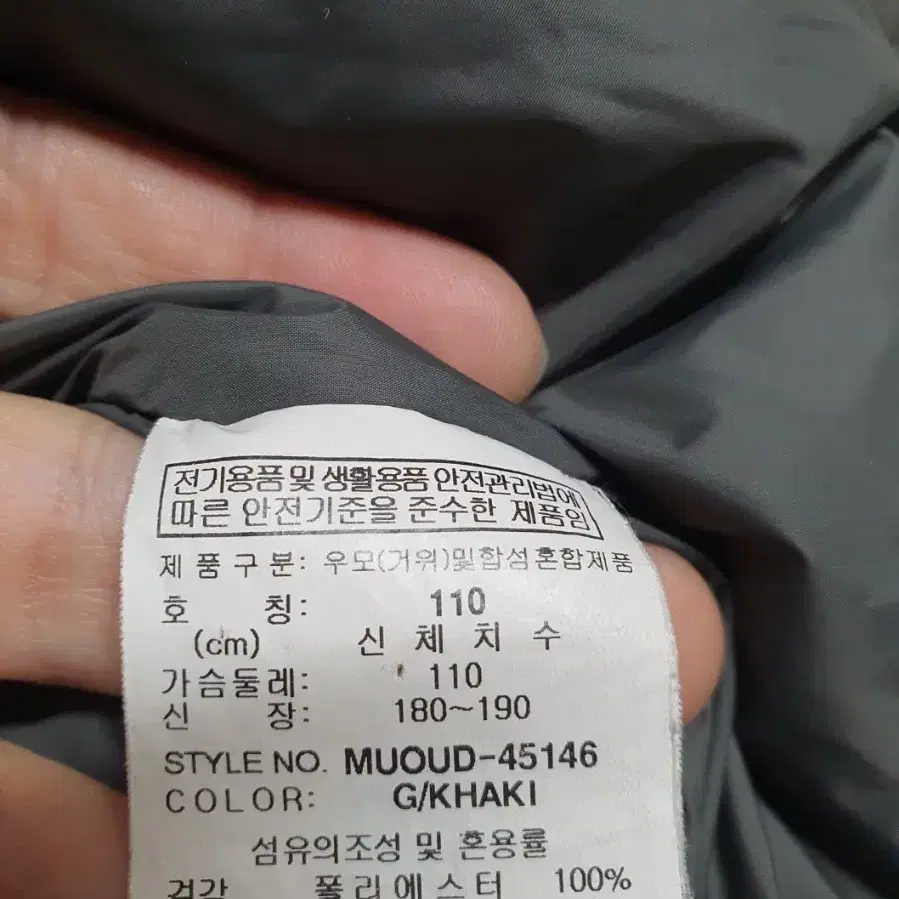 전기용품 및 생활용품 안전관리법에
따른 안전기준을 준수한 제품임
제품구분: 우모(거위)및합성혼합제품
호 칭: 110
(cm) 신 체 치 수
가슴둘레: 110
신 장: 180~190
STYLE NO. MUOUD-45146
COLOR: G/KHAKI
섬유의조성 및 혼용률
겉감 폴리에스터 100%